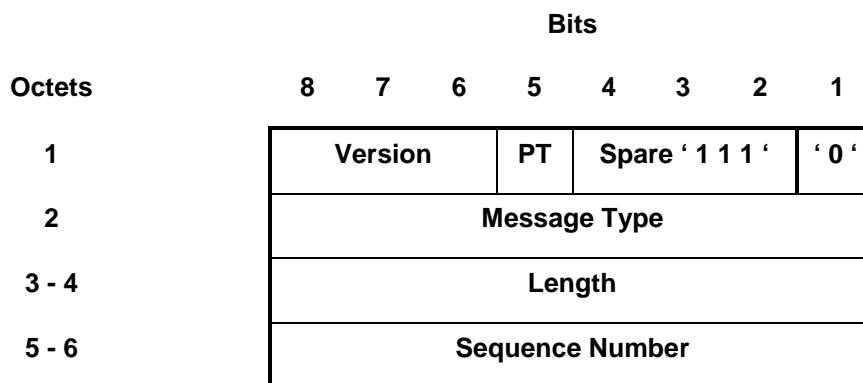 Bits
Octets 8 7 6 5 4 3 2 1
1 Version PT Spare ‘ 1 1 1 ‘ ‘ 0 ‘
2 Message Type
3 - 4 Length
5 - 6 Sequence Number